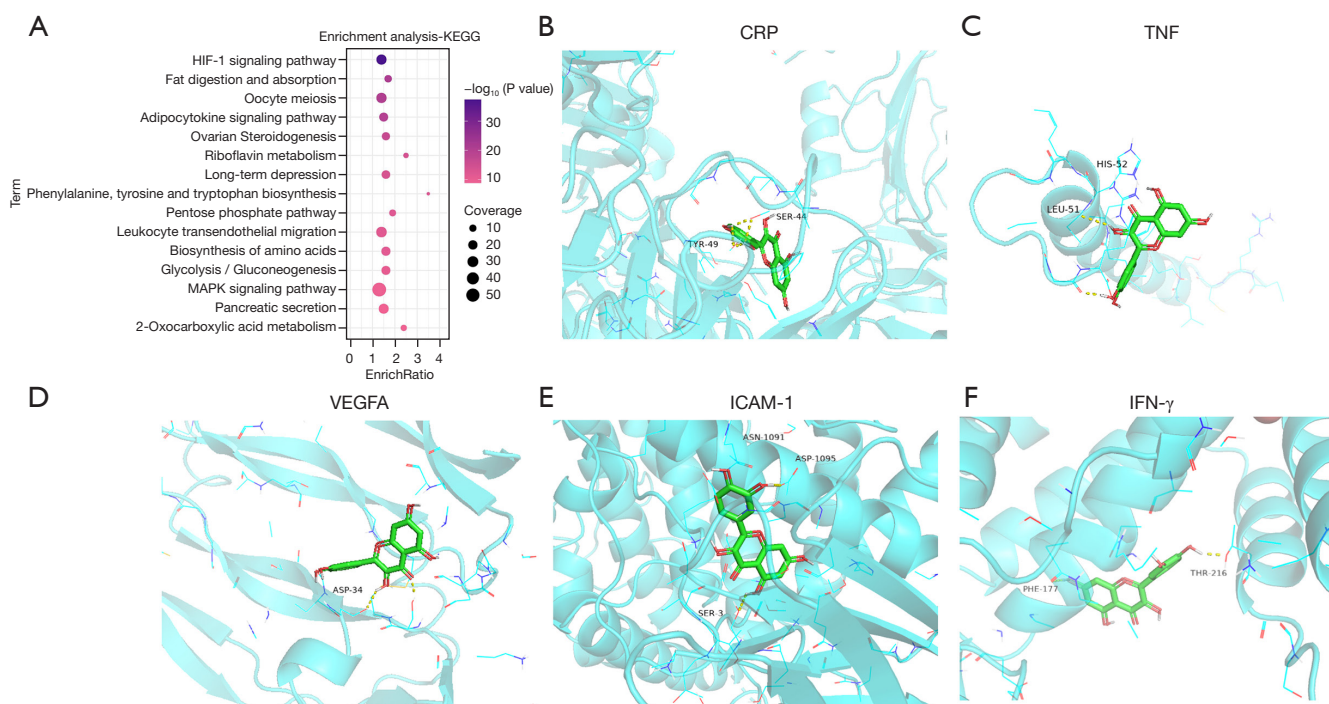 A
Enrichment analysis-KEGG
Term
HIF-1 signaling pathway
Fat digestion and absorption
Oocyte meiosis
Adipocytokine signaling pathway
Ovarian Steroidogenesis
Riboflavin metabolism
Long-term depression
Phenylalanine, tyrosine and tryptophan biosynthesis
Pentose phosphate pathway
Leukocyte transendothelial migration
Biosynthesis of amino acids
Glycolysis / Gluconeogenesis
MAPK signaling pathway
Pancreatic secretion
2-Oxocarboxylic acid metabolism
0 1 2 3 4
EnrichRatio
−log₁₀ (P value)
30
20
10
Coverage
10
20
30
40
50
B
CRP
SER-44
TYR-49
C
TNF
HIS-52
LEU-51
D
VEGFA
ASP-34
E
ICAM-1
ASN-1091
ASP-1095
SER-3
F
IFN-γ
PHE-177
THR-216